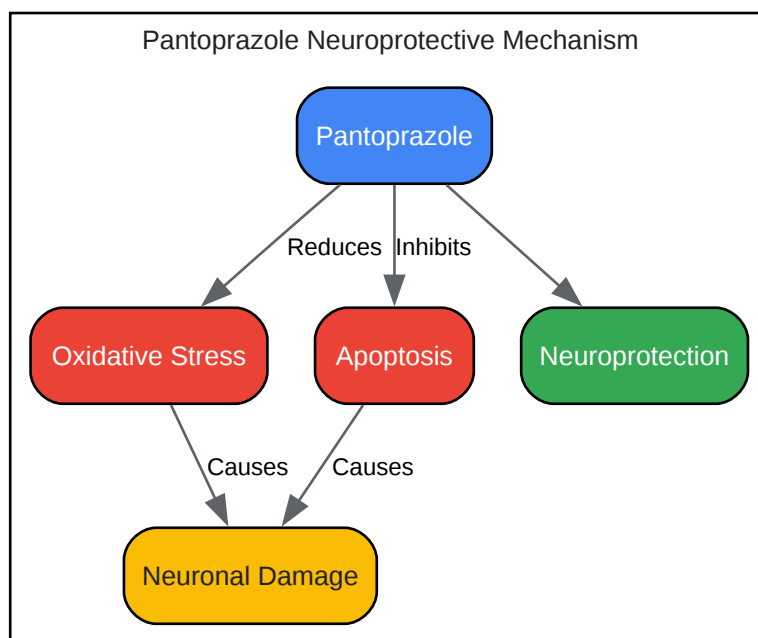 Pantoprazole Neuroprotective Mechanism
Pantoprazole
Reduces
Inhibits
Oxidative Stress
Apoptosis
Neuroprotection
Causes
Causes
Neuronal Damage